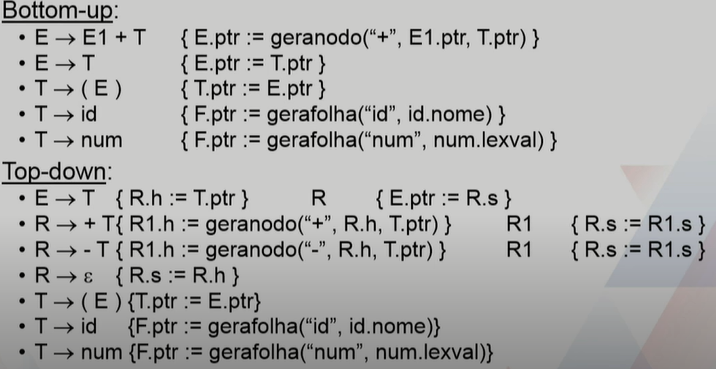 Bottom-up:
• E → E1 + T { E.ptr := geranodo(“+”, E1.ptr, T.ptr) }
• E → T { E.ptr := T.ptr }
• T → ( E ) { T.ptr := E.ptr }
• T → id { F.ptr := gerafolha(“id”, id.nome) }
• T → num { F.ptr := gerafolha(“num”, num.lexval) }
Top-down:
• E → T { R.h := T.ptr } R { E.ptr := R.s }
• R → + T{ R1.h := geranodo(“+”, R.h, T.ptr) } R1 { R.s := R1.s }
• R → - T { R1.h := geranodo(“-”, R.h, T.ptr) } R1 { R.s := R1.s }
• R → ε { R.s := R.h }
• T → ( E ) {T.ptr := E.ptr}
• T → id {F.ptr := gerafolha(“id”, id.nome)}
• T → num {F.ptr := gerafolha(“num”, num.lexval)}